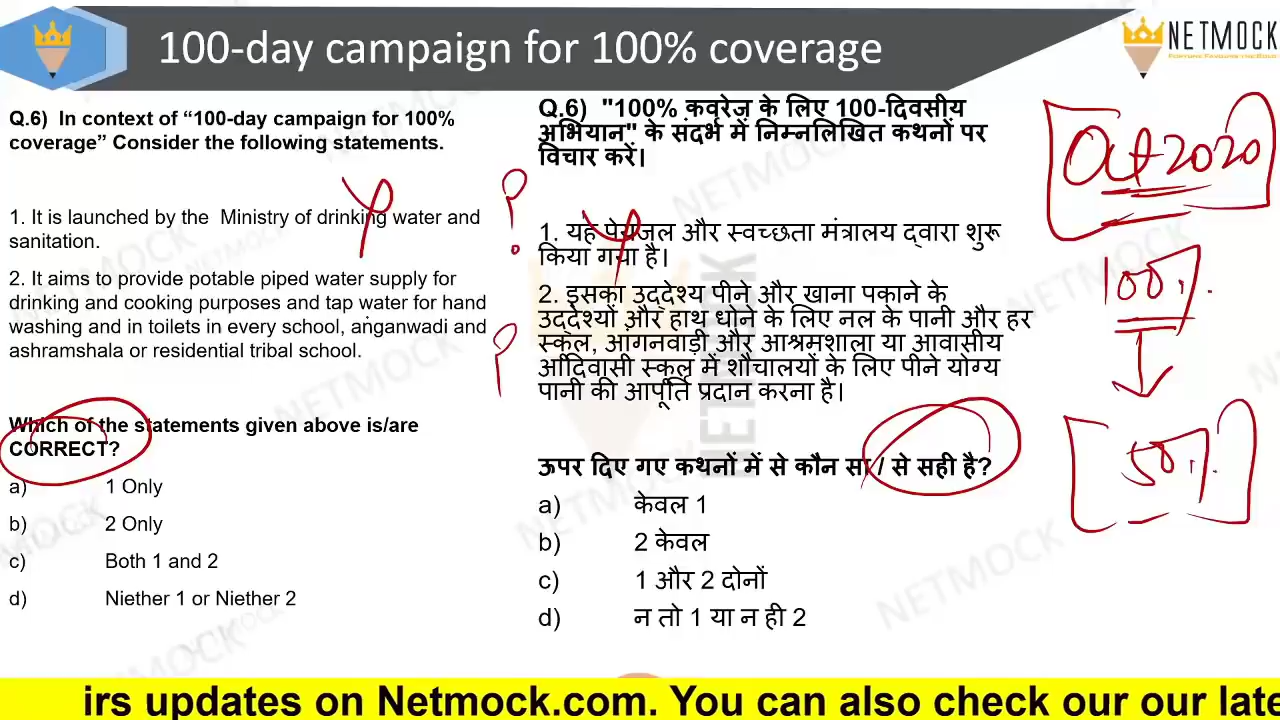 100-day campaign for 100% coverage
NETMOCK
FORTUNE FAVOURS THE BOLD
Q.6) In context of “100-day campaign for 100%
coverage” Consider the following statements.
1. It is launched by the Ministry of drinking water and
sanitation.
2. It aims to provide potable piped water supply for
drinking and cooking purposes and tap water for hand
washing and in toilets in every school, anganwadi and
ashramshala or residential tribal school.
Which of the statements given above is/are
CORRECT?
a) 1 Only
b) 2 Only
c) Both 1 and 2
d) Niether 1 or Niether 2
Q.6) "100% कवरेज के लिए 100-दिवसीय
अभियान" के संदर्भ में निम्नलिखित कथनों पर
विचार करें।
1. यह पेयजल और स्वच्छता मंत्रालय द्वारा शुरू
किया गया है।
2. इसका उद्देश्य पीने और खाना पकाने के
उद्देश्यों और हाथ धोने के लिए नल के पानी और हर
स्कूल, आंगनवाड़ी और आश्रमशाला या आवासीय
आदिवासी स्कूल में शौचालयों के लिए पीने योग्य
पानी की आपूर्ति प्रदान करना है।
ऊपर दिए गए कथनों में से कौन सा / से सही है?
a) केवल 1
b) 2 केवल
c) 1 और 2 दोनों
d) न तो 1 या न ही 2
Oct 2020
100%
50%
irs updates on Netmock.com. You can also check our our late